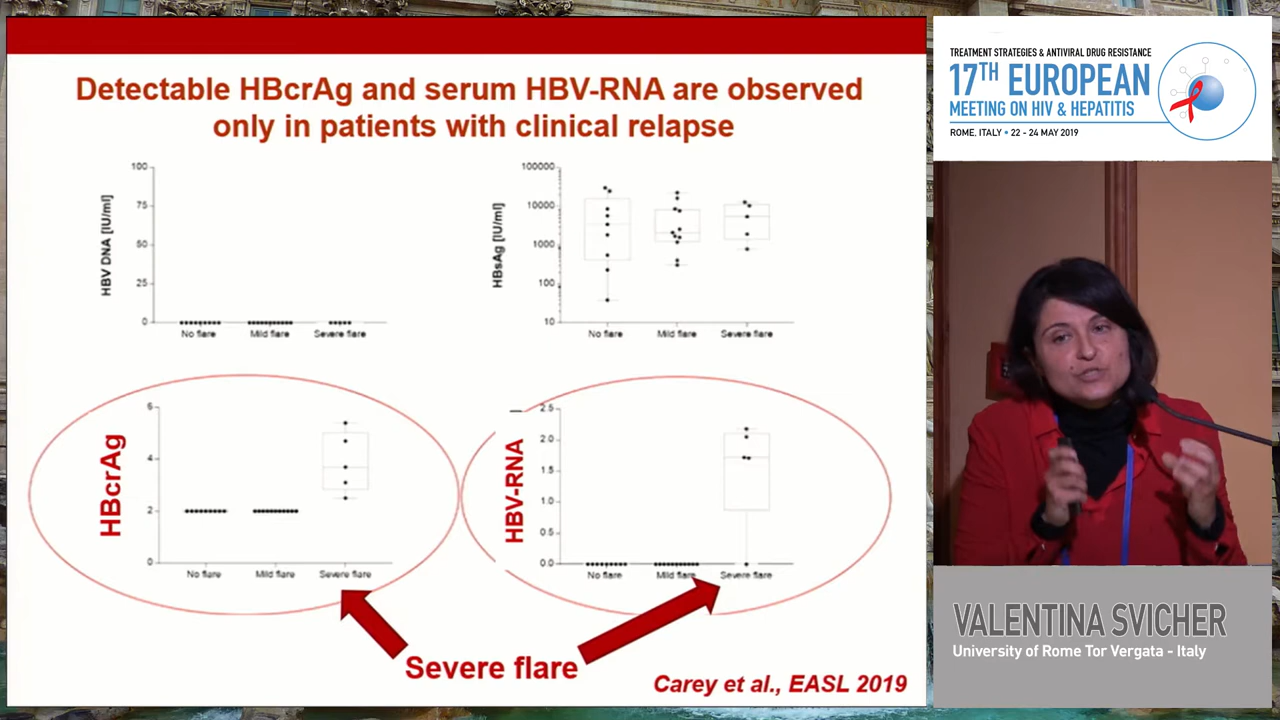 Detectable HBcrAg and serum HBV-RNA are observed
only in patients with clinical relapse
HBV DNA [IU/ml]
100
75
50
25
0
No flare
Mild flare
Severe flare
HBsAg [IU/ml]
100000
10000
1000
100
10
No flare
Mild flare
Severe flare
HBcrAg
6
4
2
0
No flare
Mild flare
Severe flare
HBV-RNA
2.5
2.0
1.5
1.0
0.5
0.0
No flare
Mild flare
Severe flare
Severe flare
Carey et al., EASL 2019
TREATMENT STRATEGIES & ANTIVIRAL DRUG RESISTANCE
17TH EUROPEAN
MEETING ON HIV & HEPATITIS
ROME, ITALY • 22 - 24 MAY 2019
VALENTINA SVICHER
University of Rome Tor Vergata - Italy